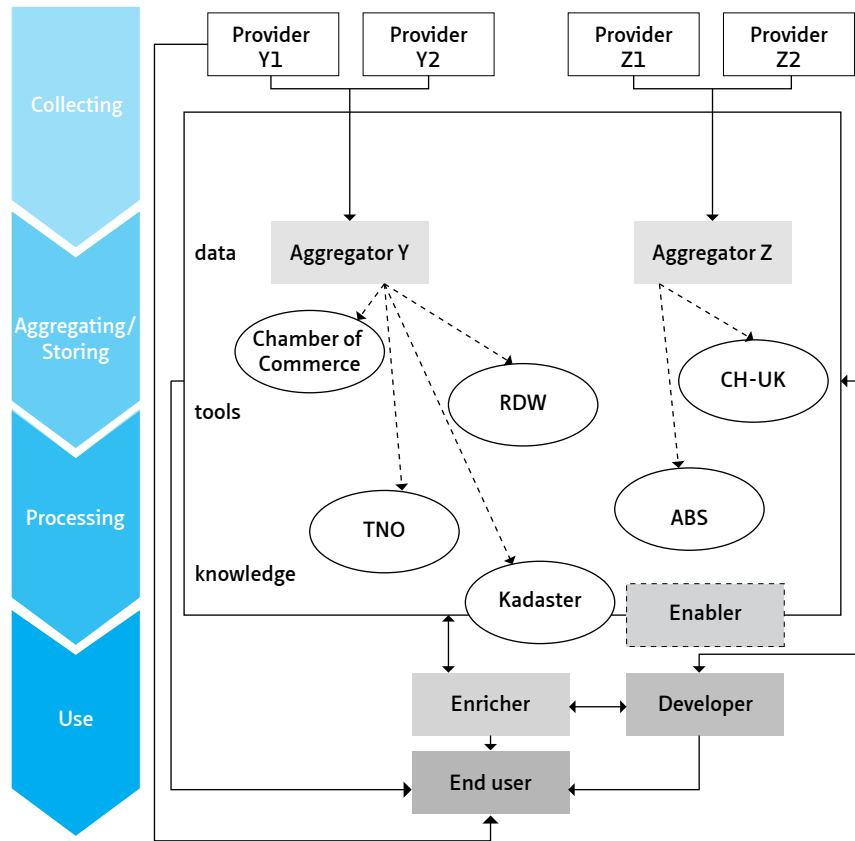 Provider
Y1
Provider
Y2
Provider
Z1
Provider
Z2
Collecting
data
Aggregator Y
Aggregator Z
Aggregating/
Storing
Chamber of
Commerce
RDW
CH-UK
tools
Processing
TNO
ABS
knowledge
Kadaster
Enabler
Use
Enricher
Developer
End user